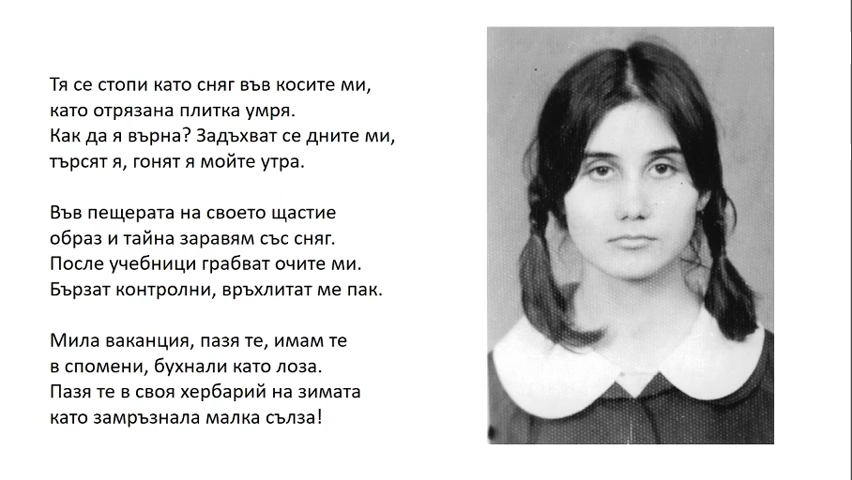 Тя се стопи като сняг във косите ми,
като отрязана плитка умря.
Как да я върна? Задъхват се дните ми,
търсят я, гонят я мойте утра.
Във пещерата на своето щастие
образ и тайна заравям със сняг.
После учебници грабват очите ми.
Бързат контролни, връхлитат ме пак.
Мила ваканция, пазя те, имам те
в спомени, бухнали като лоза.
Пазя те в своя хербарий на зимата
като замръзнала малка сълза!